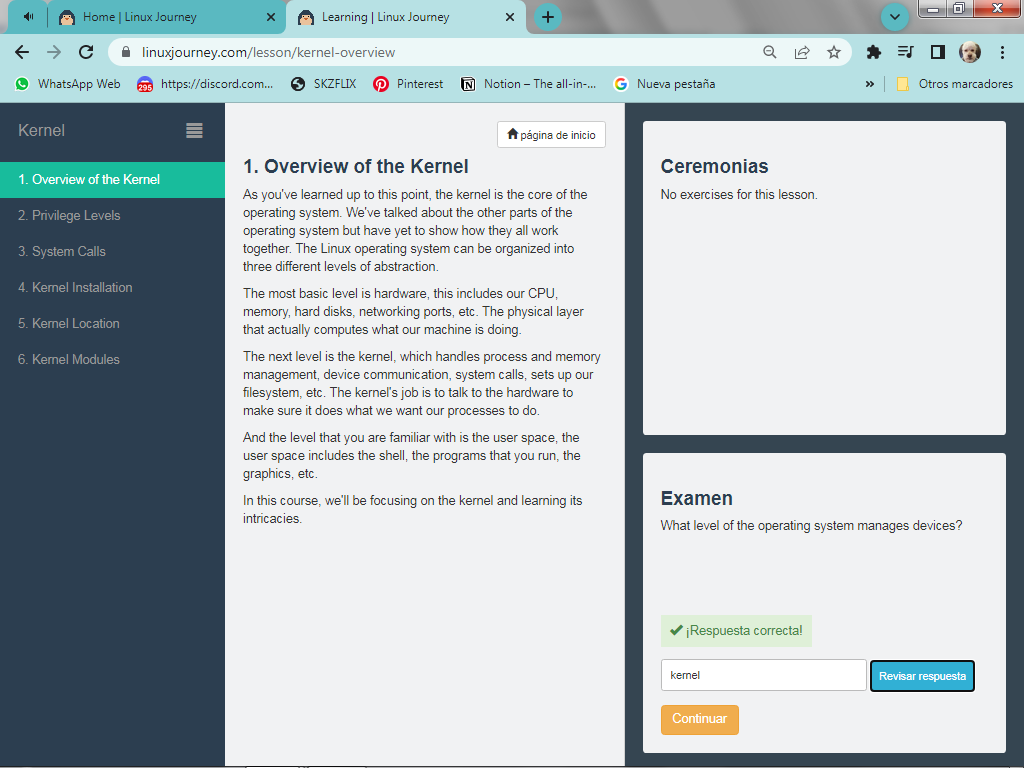 Home | Linux Journey
Learning | Linux Journey
linuxjourney.com/lesson/kernel-overview
WhatsApp Web
295
https://discord.com...
SKZFLIX
Pinterest
Notion – The all-in-...
Nueva pestaña
»
Otros marcadores
Kernel
1. Overview of the Kernel
2. Privilege Levels
3. System Calls
4. Kernel Installation
5. Kernel Location
6. Kernel Modules
página de inicio
1. Overview of the Kernel
As you've learned up to this point, the kernel is the core of the
operating system. We've talked about the other parts of the
operating system but have yet to show how they all work
together. The Linux operating system can be organized into
three different levels of abstraction.
The most basic level is hardware, this includes our CPU,
memory, hard disks, networking ports, etc. The physical layer
that actually computes what our machine is doing.
The next level is the kernel, which handles process and memory
management, device communication, system calls, sets up our
filesystem, etc. The kernel's job is to talk to the hardware to
make sure it does what we want our processes to do.
And the level that you are familiar with is the user space, the
user space includes the shell, the programs that you run, the
graphics, etc.
In this course, we'll be focusing on the kernel and learning its
intricacies.
Ceremonias
No exercises for this lesson.
Examen
What level of the operating system manages devices?
¡Respuesta correcta!
kernel
Revisar respuesta
Continuar